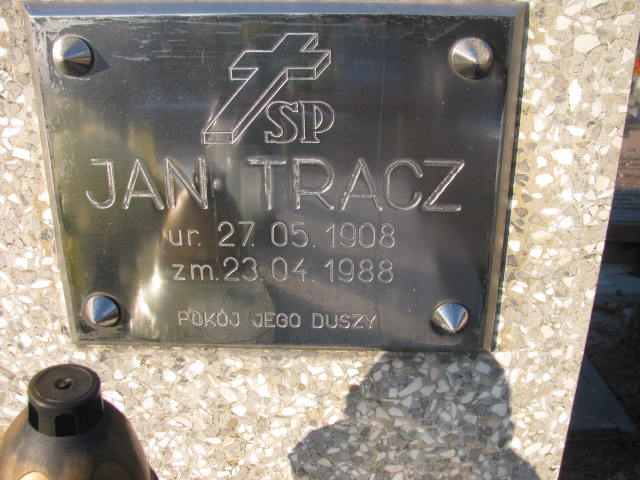 SP
JAN TRACZ
ur. 27.05.1908
zm.23.04.1988
POKÓJ JEGO DUSZY